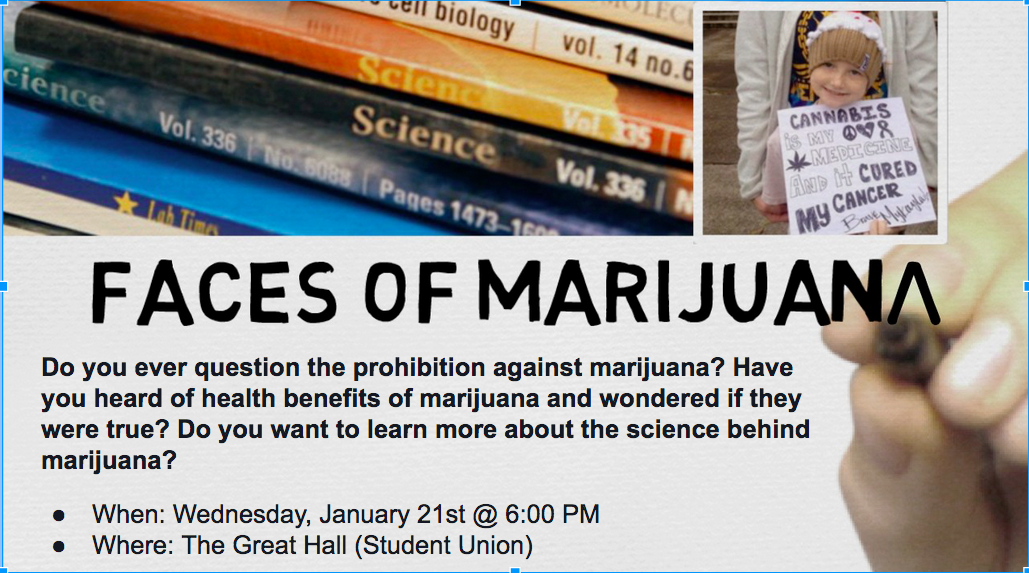 cell biology
MOLEC
vol. 14 no.6
Science
Vol. 335
cience
Vol. 336 | No. 6088 | Pages 1473–1600
Science
Vol. 336 | N
Lab Times
CANNABIS
is MY
MEDICINE
AND it CURED
MY CANCER
FACES OF MARIJUANA
Do you ever question the prohibition against marijuana? Have
you heard of health benefits of marijuana and wondered if they
were true? Do you want to learn more about the science behind
marijuana?
● When: Wednesday, January 21st @ 6:00 PM
● Where: The Great Hall (Student Union)